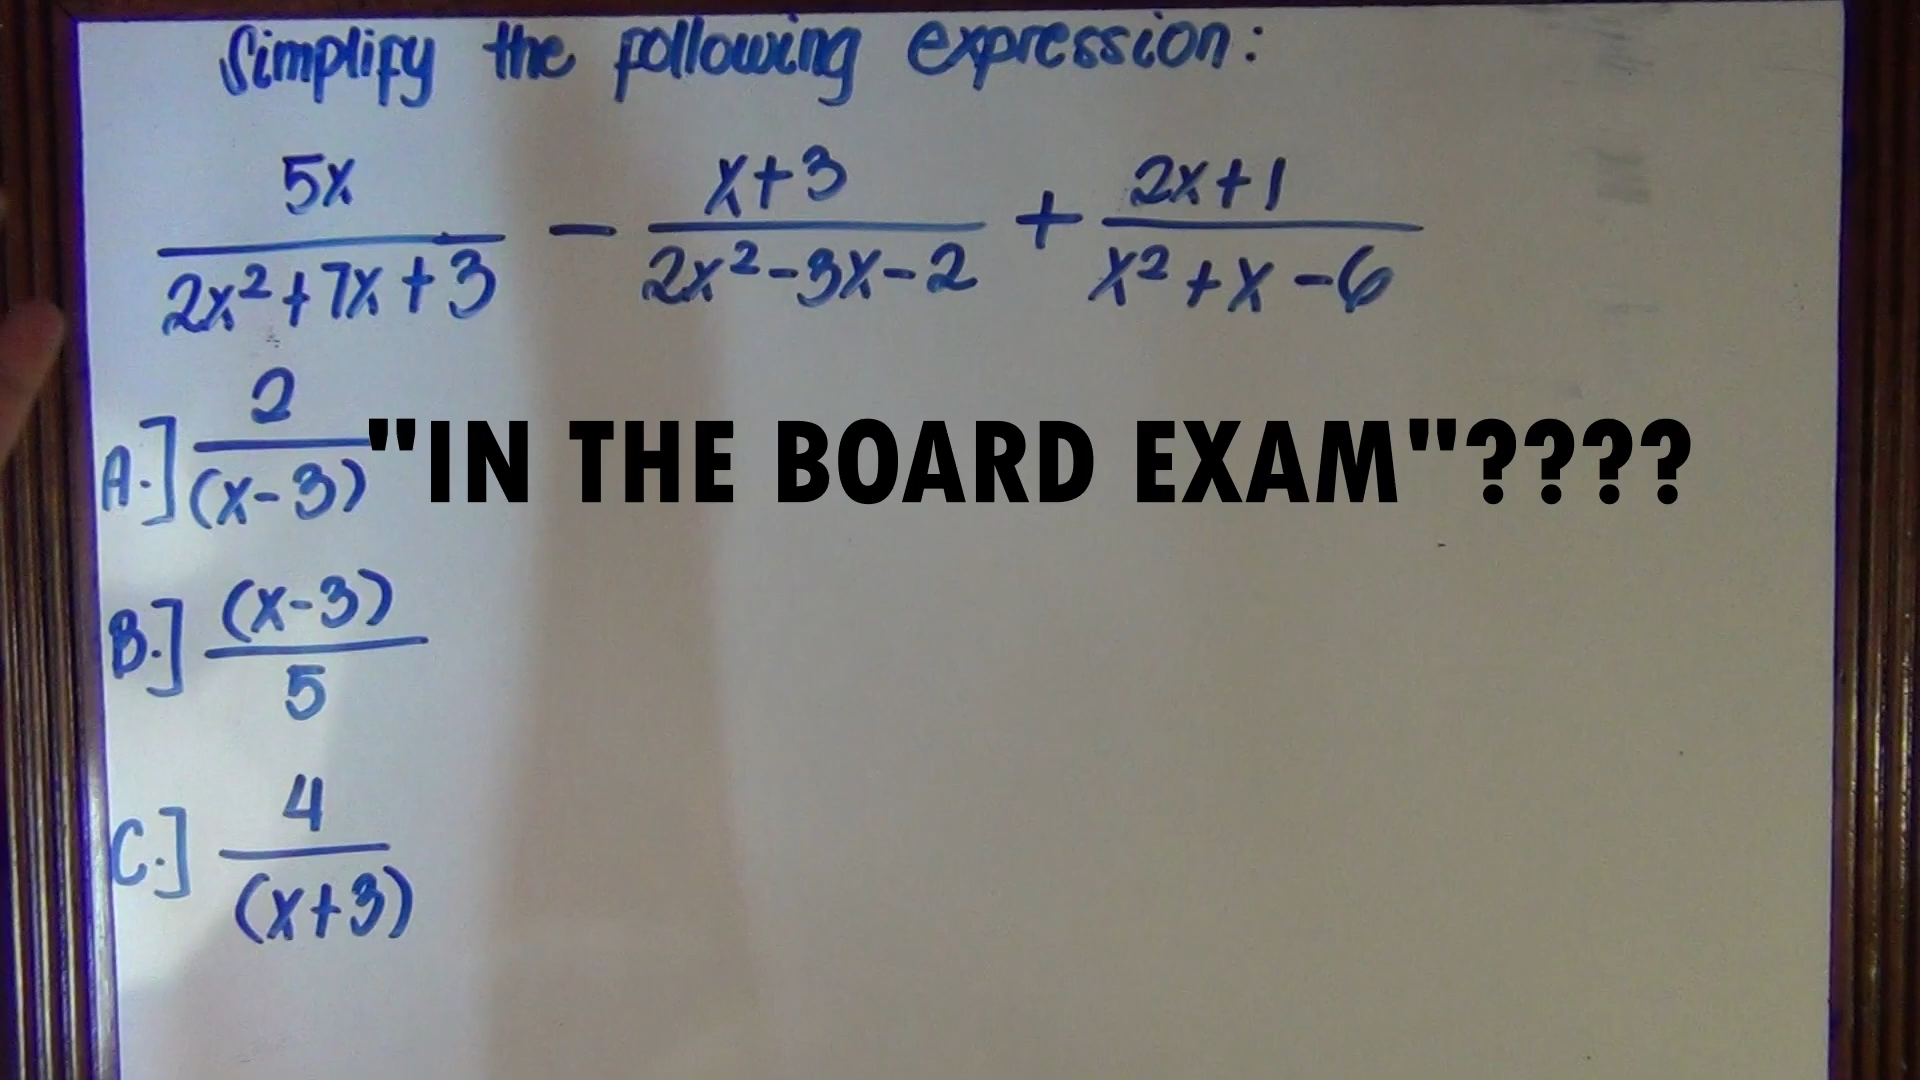 Simplify the following expression:
5x
2x²+7x+3
-
x+3
2x²-3x-2
+
2x+1
x²+x-6
A.] 2
(x-3)
"IN THE BOARD EXAM"????
B.] (x-3)
5
C.] 4
(x+3)